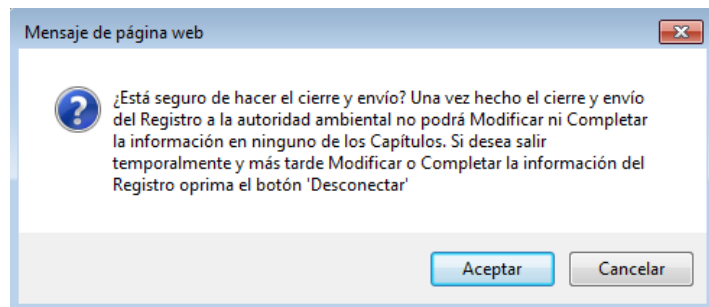 Mensaje de página web
¿Está seguro de hacer el cierre y envío? Una vez hecho el cierre y envío
del Registro a la autoridad ambiental no podrá Modificar ni Completar
la información en ninguno de los Capítulos. Si desea salir
temporalmente y más tarde Modificar o Completar la información del
Registro oprima el botón 'Desconectar'
Aceptar
Cancelar